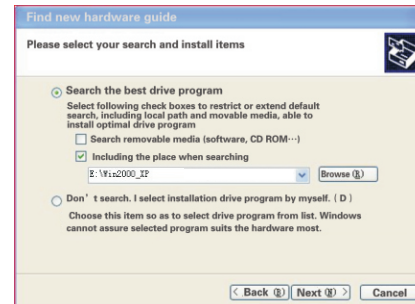 Find new hardware guide
Please select your search and install items
Search the best drive program
Select following check boxes to restrict or extend default
search, including local path and movable media, able to
install optimal drive program
Search removable media (software, CD ROM···)
Including the place when searching
E:\Win2000_XP
Browse (R)
Don't search. I select installation drive program by myself. ( D )
Choose this item so as to select drive program from list. Windows
cannot assure selected program suits the hardware most.
< Back (B)
Next (N) >
Cancel